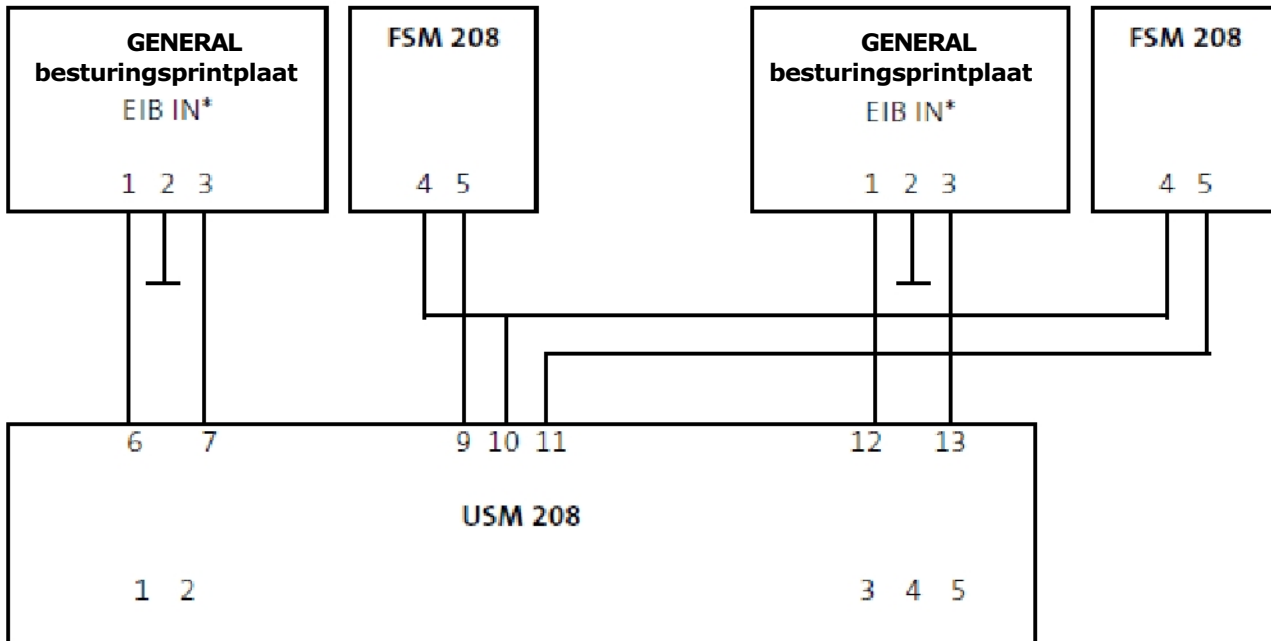 GENERAL
besturingsprintplaat
EIB IN*
1 2 3
FSM 208
4 5
GENERAL
besturingsprintplaat
EIB IN*
1 2 3
FSM 208
4 5
6 7 9 10 11 12 13
USM 208
1 2 3 4 5